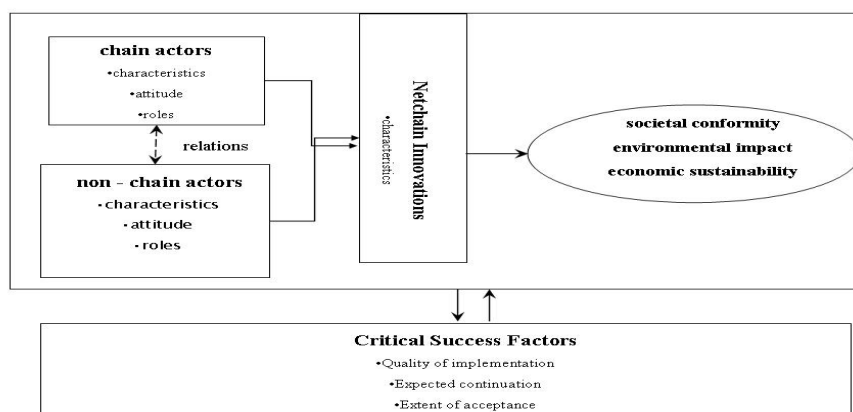 chain actors
•characteristics
•attitude
•roles
relations
non - chain actors
•characteristics
•attitude
•roles
Netchain Innovations
•characteristics
societal conformity
environmental impact
economic sustainability
Critical Success Factors
•Quality of implementation
•Expected continuation
•Extent of acceptance